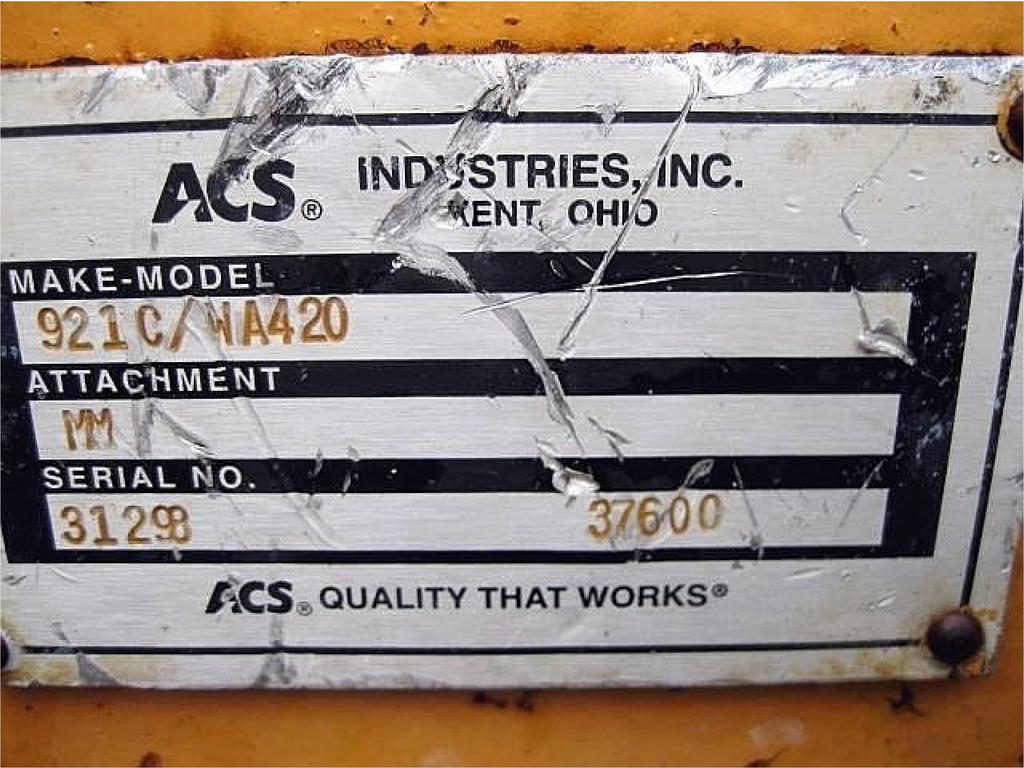 ACS® INDUSTRIES, INC.
KENT, OHIO
MAKE-MODEL
921C/WA420
ATTACHMENT
MM
SERIAL NO.
31298 37600
ACS® QUALITY THAT WORKS®